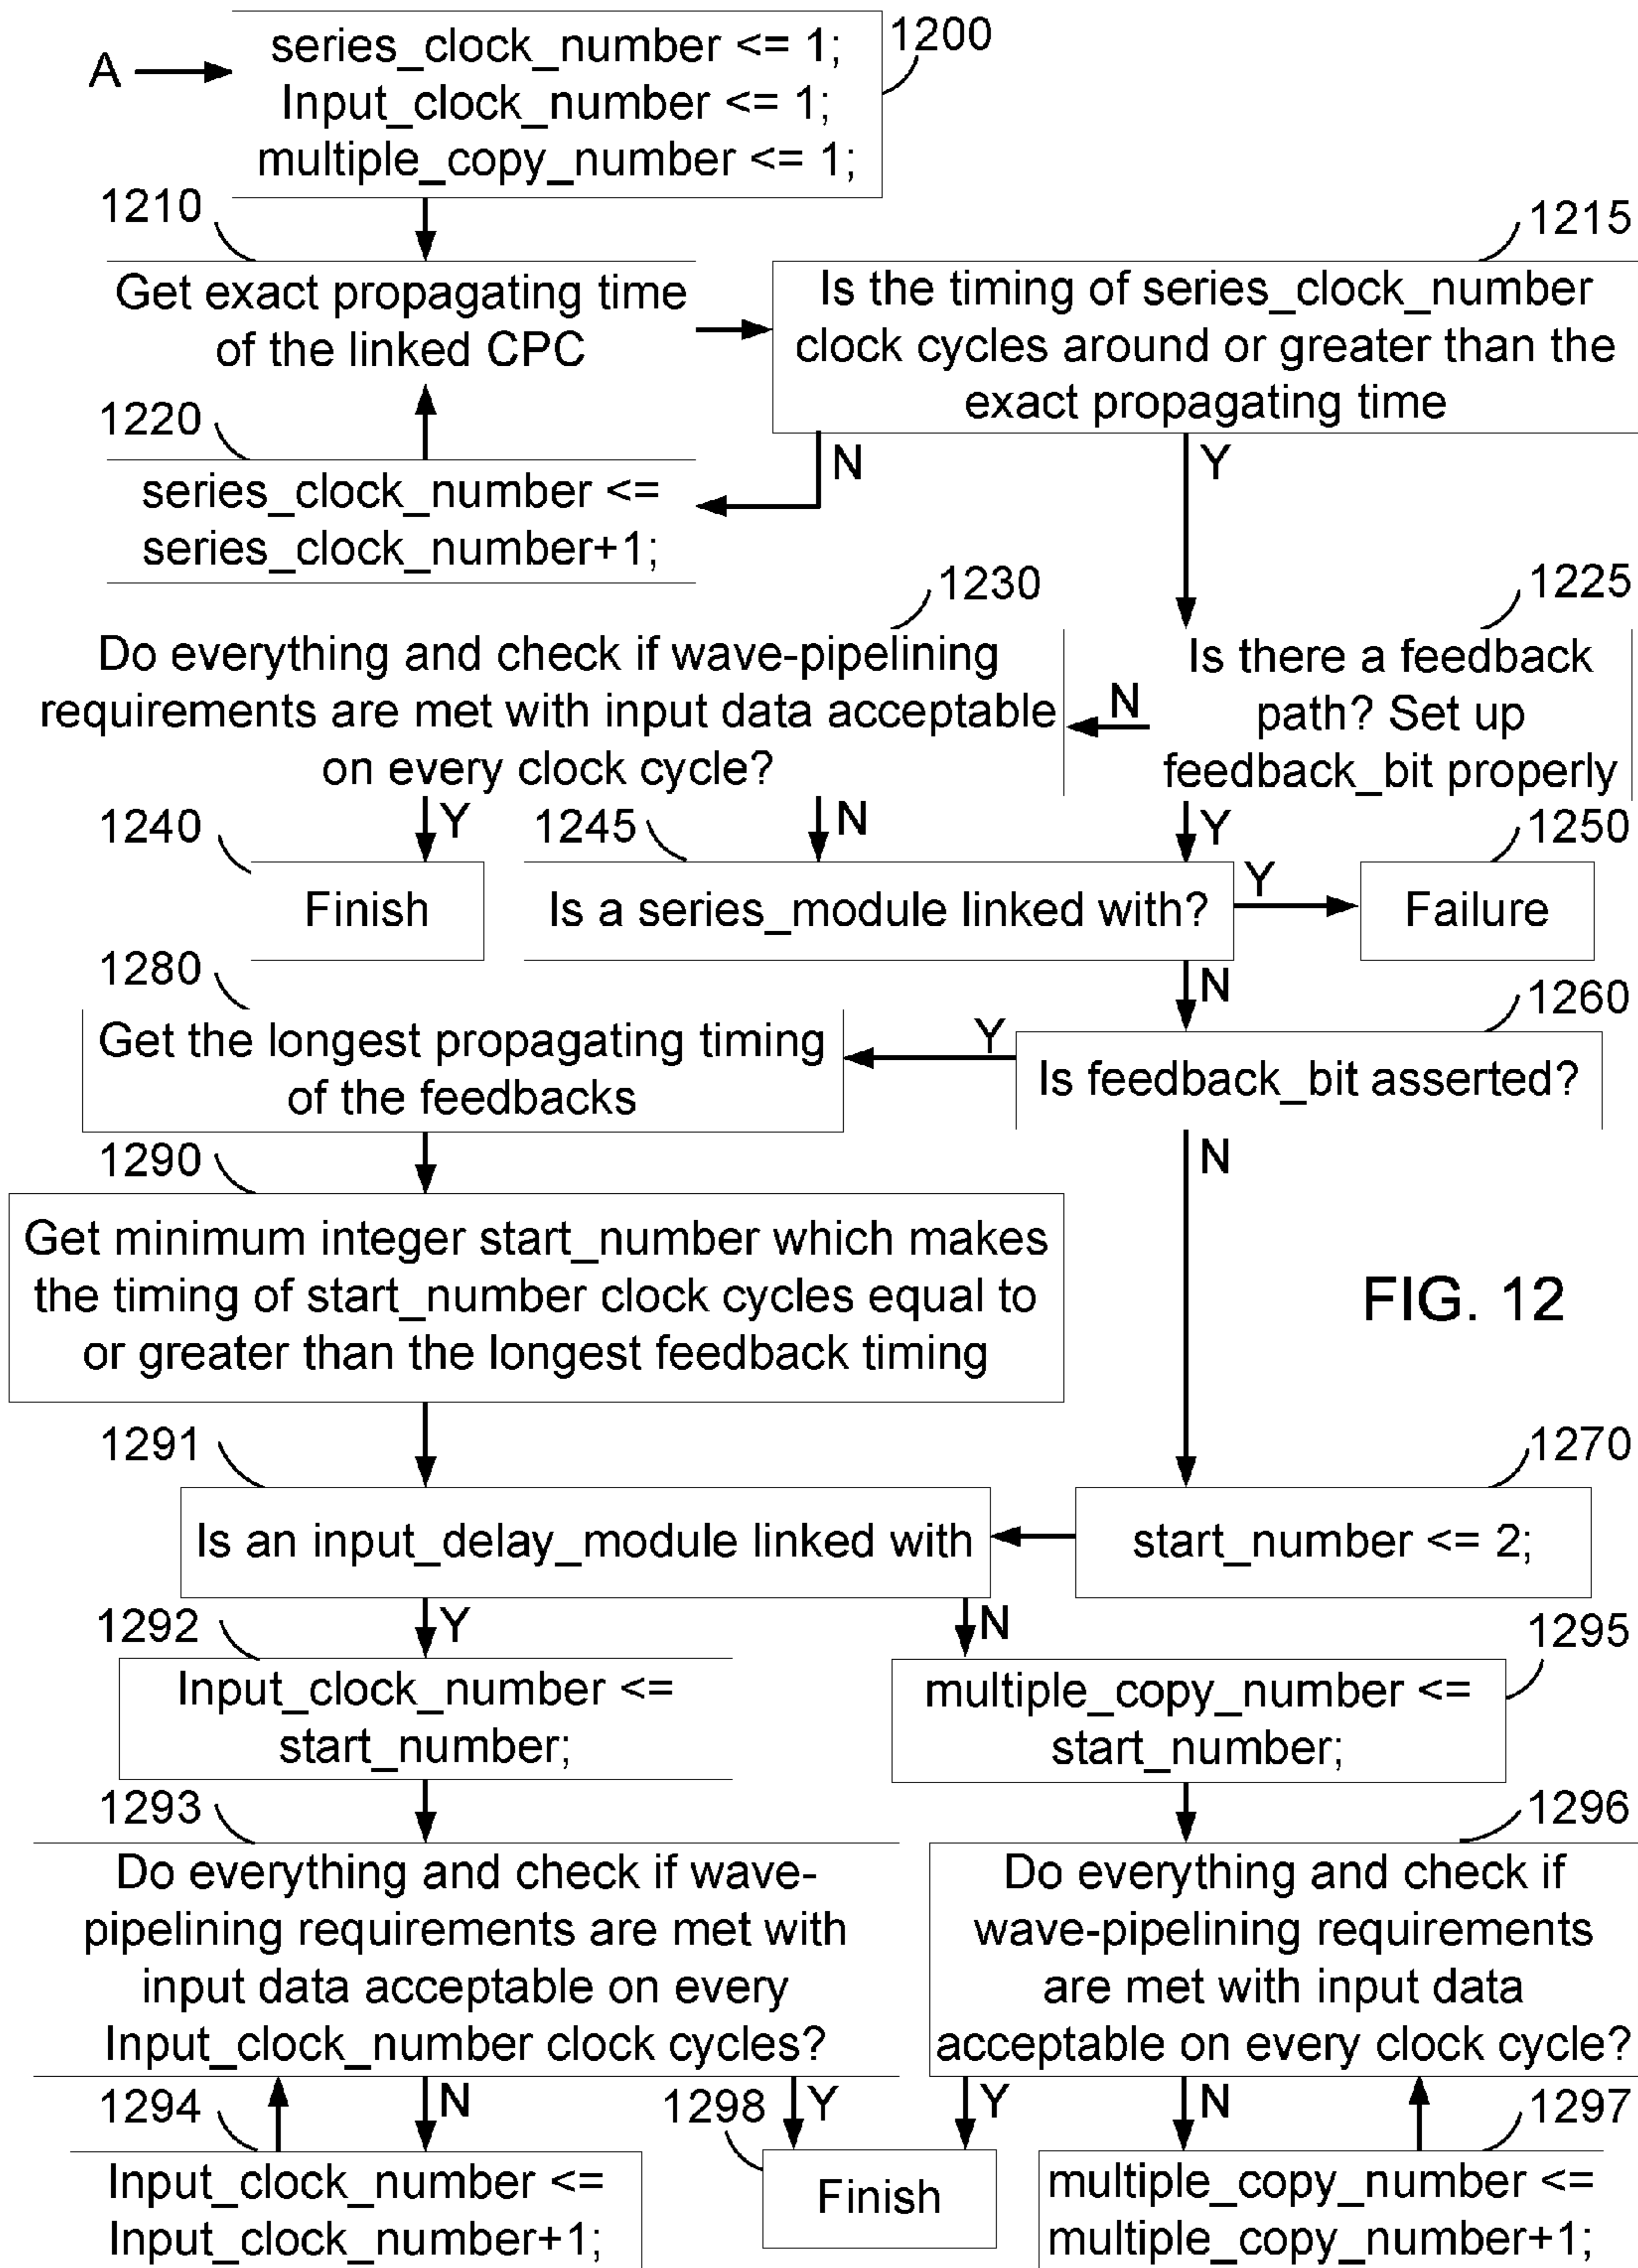 A
series_clock_number <= 1;
Input_clock_number <= 1;
multiple_copy_number <= 1;
1200
1210
Get exact propagating time
of the linked CPC
1215
Is the timing of series_clock_number
clock cycles around or greater than the
exact propagating time
N
Y
1220
series_clock_number <=
series_clock_number+1;
1230
Do everything and check if wave-pipelining
requirements are met with input data acceptable
on every clock cycle?
N
1225
Is there a feedback
path? Set up
feedback_bit properly
Y
N
Y
1240
Finish
1245
Is a series_module linked with?
Y
1250
Failure
N
1280
Get the longest propagating timing
of the feedbacks
Y
1260
Is feedback_bit asserted?
N
1290
Get minimum integer start_number which makes
the timing of start_number clock cycles equal to
or greater than the longest feedback timing
FIG. 12
1291
Is an input_delay_module linked with
1270
start_number <= 2;
Y
N
1292
Input_clock_number <=
start_number;
1295
multiple_copy_number <=
start_number;
1293
Do everything and check if wave-
pipelining requirements are met with
input data acceptable on every
Input_clock_number clock cycles?
1296
Do everything and check if
wave-pipelining requirements
are met with input data
acceptable on every clock cycle?
N
Y
Y
N
1294
Input_clock_number <=
Input_clock_number+1;
1298
Finish
1297
multiple_copy_number <=
multiple_copy_number+1;